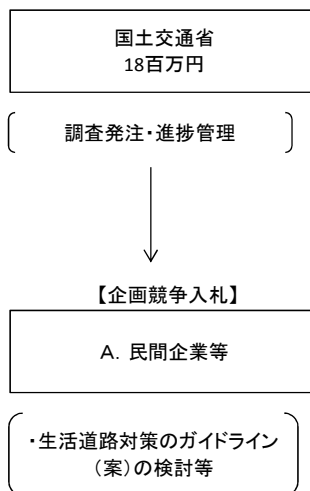 国土交通省
18百万円
調査発注・進捗管理
【企画競争入札】
A．民間企業等
・生活道路対策のガイドライン
（案）の検討等